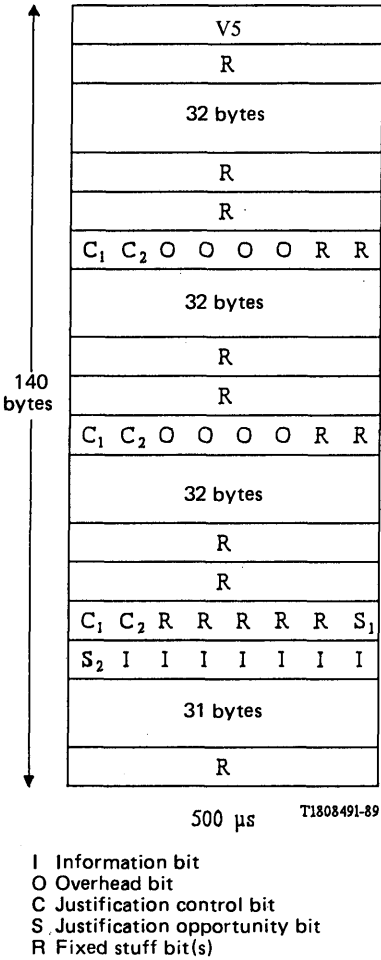 V5
R
32 bytes
R
R
C₁ C₂ O O O O R R
32 bytes
R
R
140
bytes
C₁ C₂ O O O O R R
32 bytes
R
R
C₁ C₂ R R R R R S₁
S₂ I I I I I I I
31 bytes
R
500 μs T1808491-89
I Information bit
O Overhead bit
C Justification control bit
S Justification opportunity bit
R Fixed stuff bit(s)